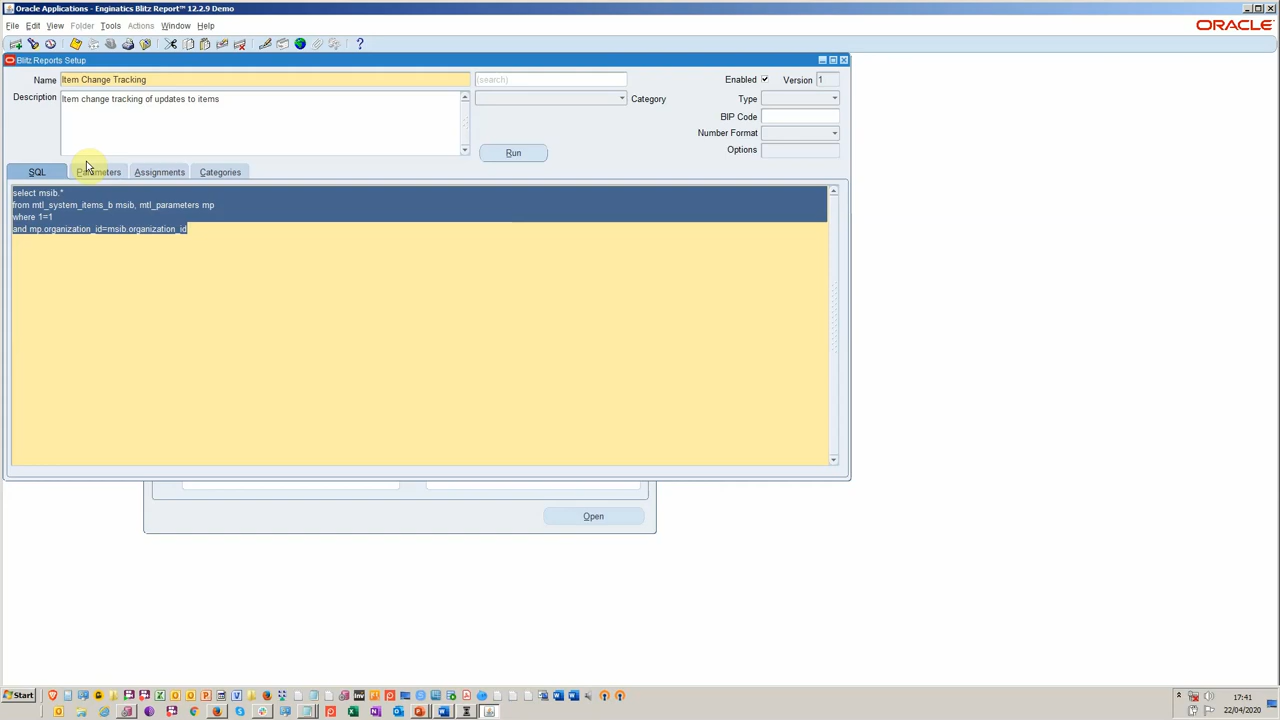 Oracle Applications - Enginatics Blitz Report™ 12.2.9 Demo
File Edit View Folder Tools Actions Window Help
ORACLE
Blitz Reports Setup
Name Item Change Tracking (search) Enabled Version 1
Description Item change tracking of updates to items Category Type
BIP Code
Number Format
Options
Run
SQL Parameters Assignments Categories
select msib.*
from mtl_system_items_b msib, mtl_parameters mp
where 1=1
and mp.organization_id=msib.organization_id
Open
Start
17:41
22/04/2020